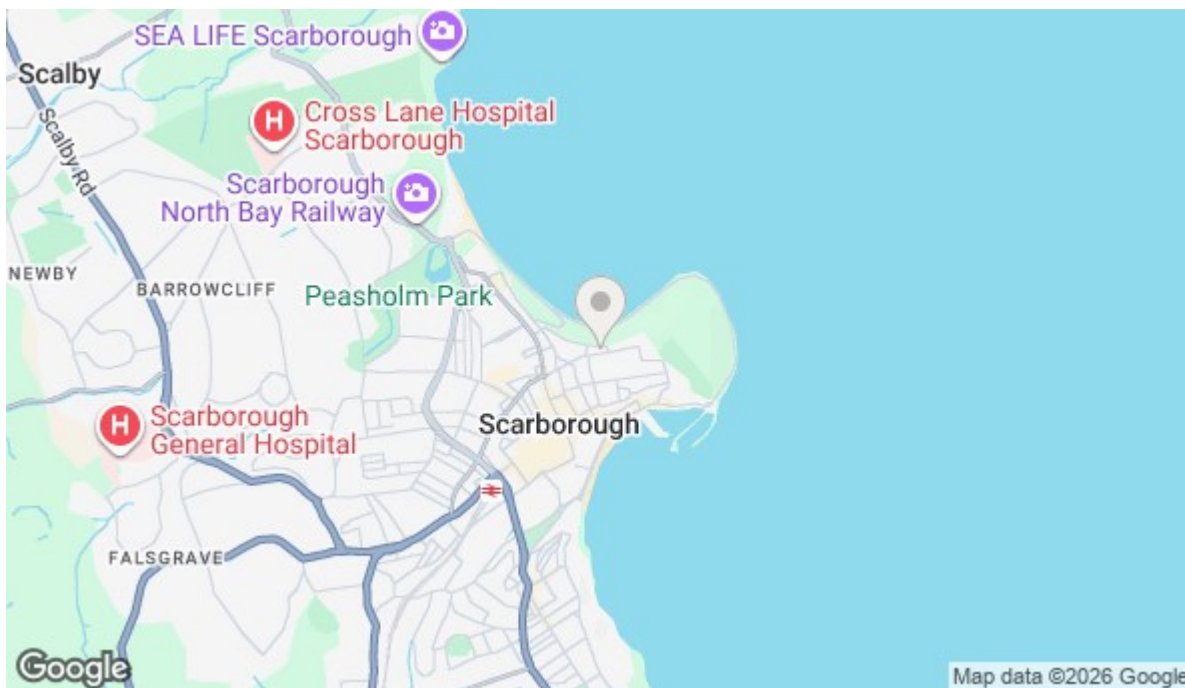 SEA LIFE Scarborough
Scalby
Cross Lane Hospital
Scarborough
Scalby Rd
Scarborough
North Bay Railway
NEWBY
BARROWCLIFF
Peasholm Park
Scarborough
General Hospital
Scarborough
FALSGRAVE
Google
Map data ©2026 Google